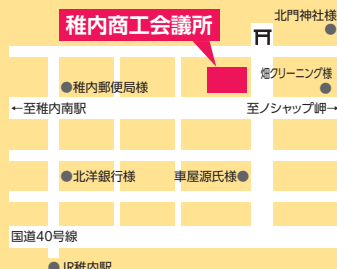 北門神社様
稚内商工会議所
畑クリーニング様
稚内郵便局様
←至稚内南駅
至ノシャップ岬→
北洋銀行様
車屋源氏様
国道40号線
JR稚内駅